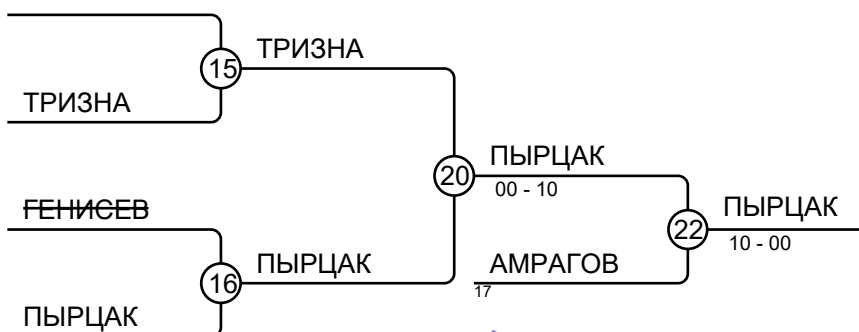 ТРИЗНА
15
ТРИЗНА
ПЫРЦАК
20
00 - 10
ПЫРЦАК
22
10 - 00
ГЕНИСЕВ
ПЫРЦАК
16
АМРАГОВ
17
ПЫРЦАК